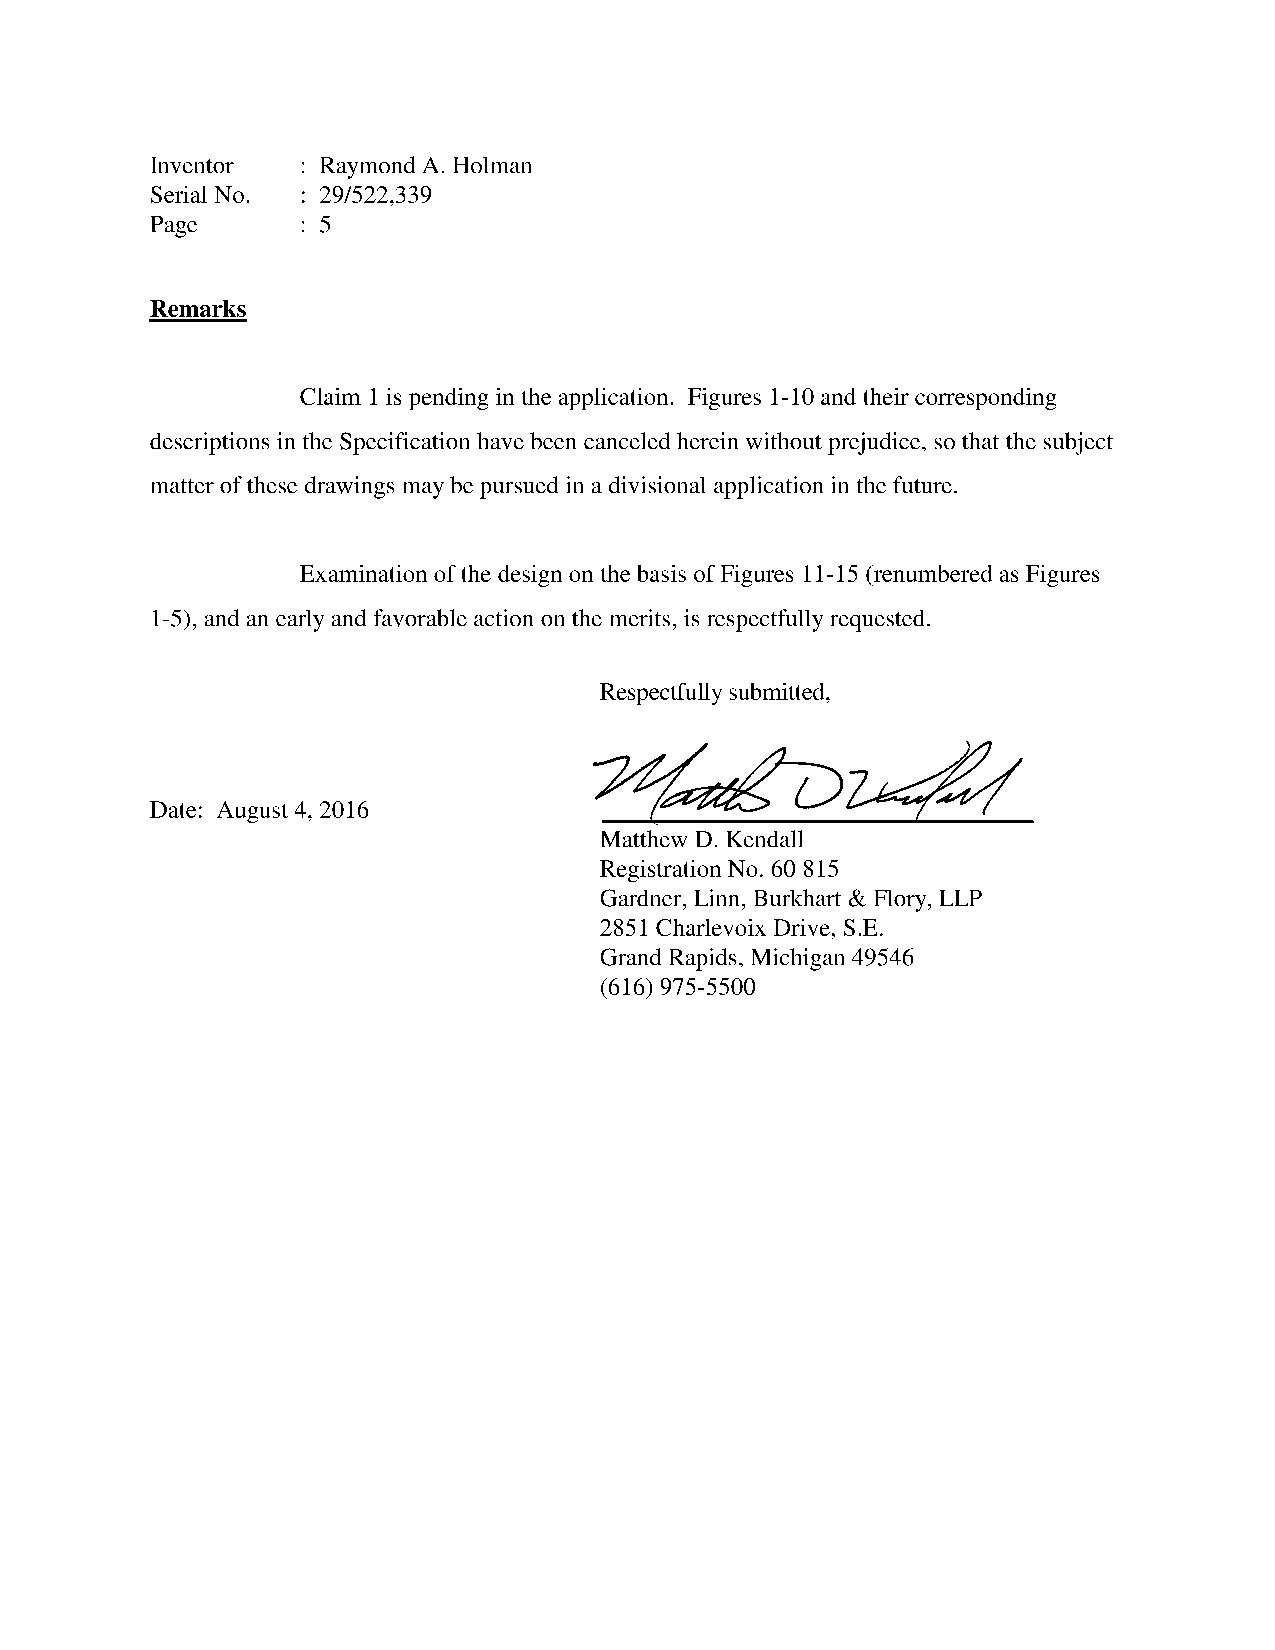 Inventor : Raymond A. Holman
Serial No. : 29/522,339
Page : 5
Remarks
Claim 1 is pending in the application. Figures 1-10 and their corresponding
descriptions in the Specification have been canceled herein without prejudice, so that the subject
matter of these drawings may be pursued in a divisional application in the future.
Examination of the design on the basis of Figures 11-15 (renumbered as Figures
1-5), and an early and favorable action on the merits, is respectfully requested.
Respectfully submitted,
Matthew D Kendall
Date: August 4, 2016
Matthew D. Kendall
Registration No. 60 815
Gardner, Linn, Burkhart & Flory, LLP
2851 Charlevoix Drive, S.E.
Grand Rapids, Michigan 49546
(616) 975-5500